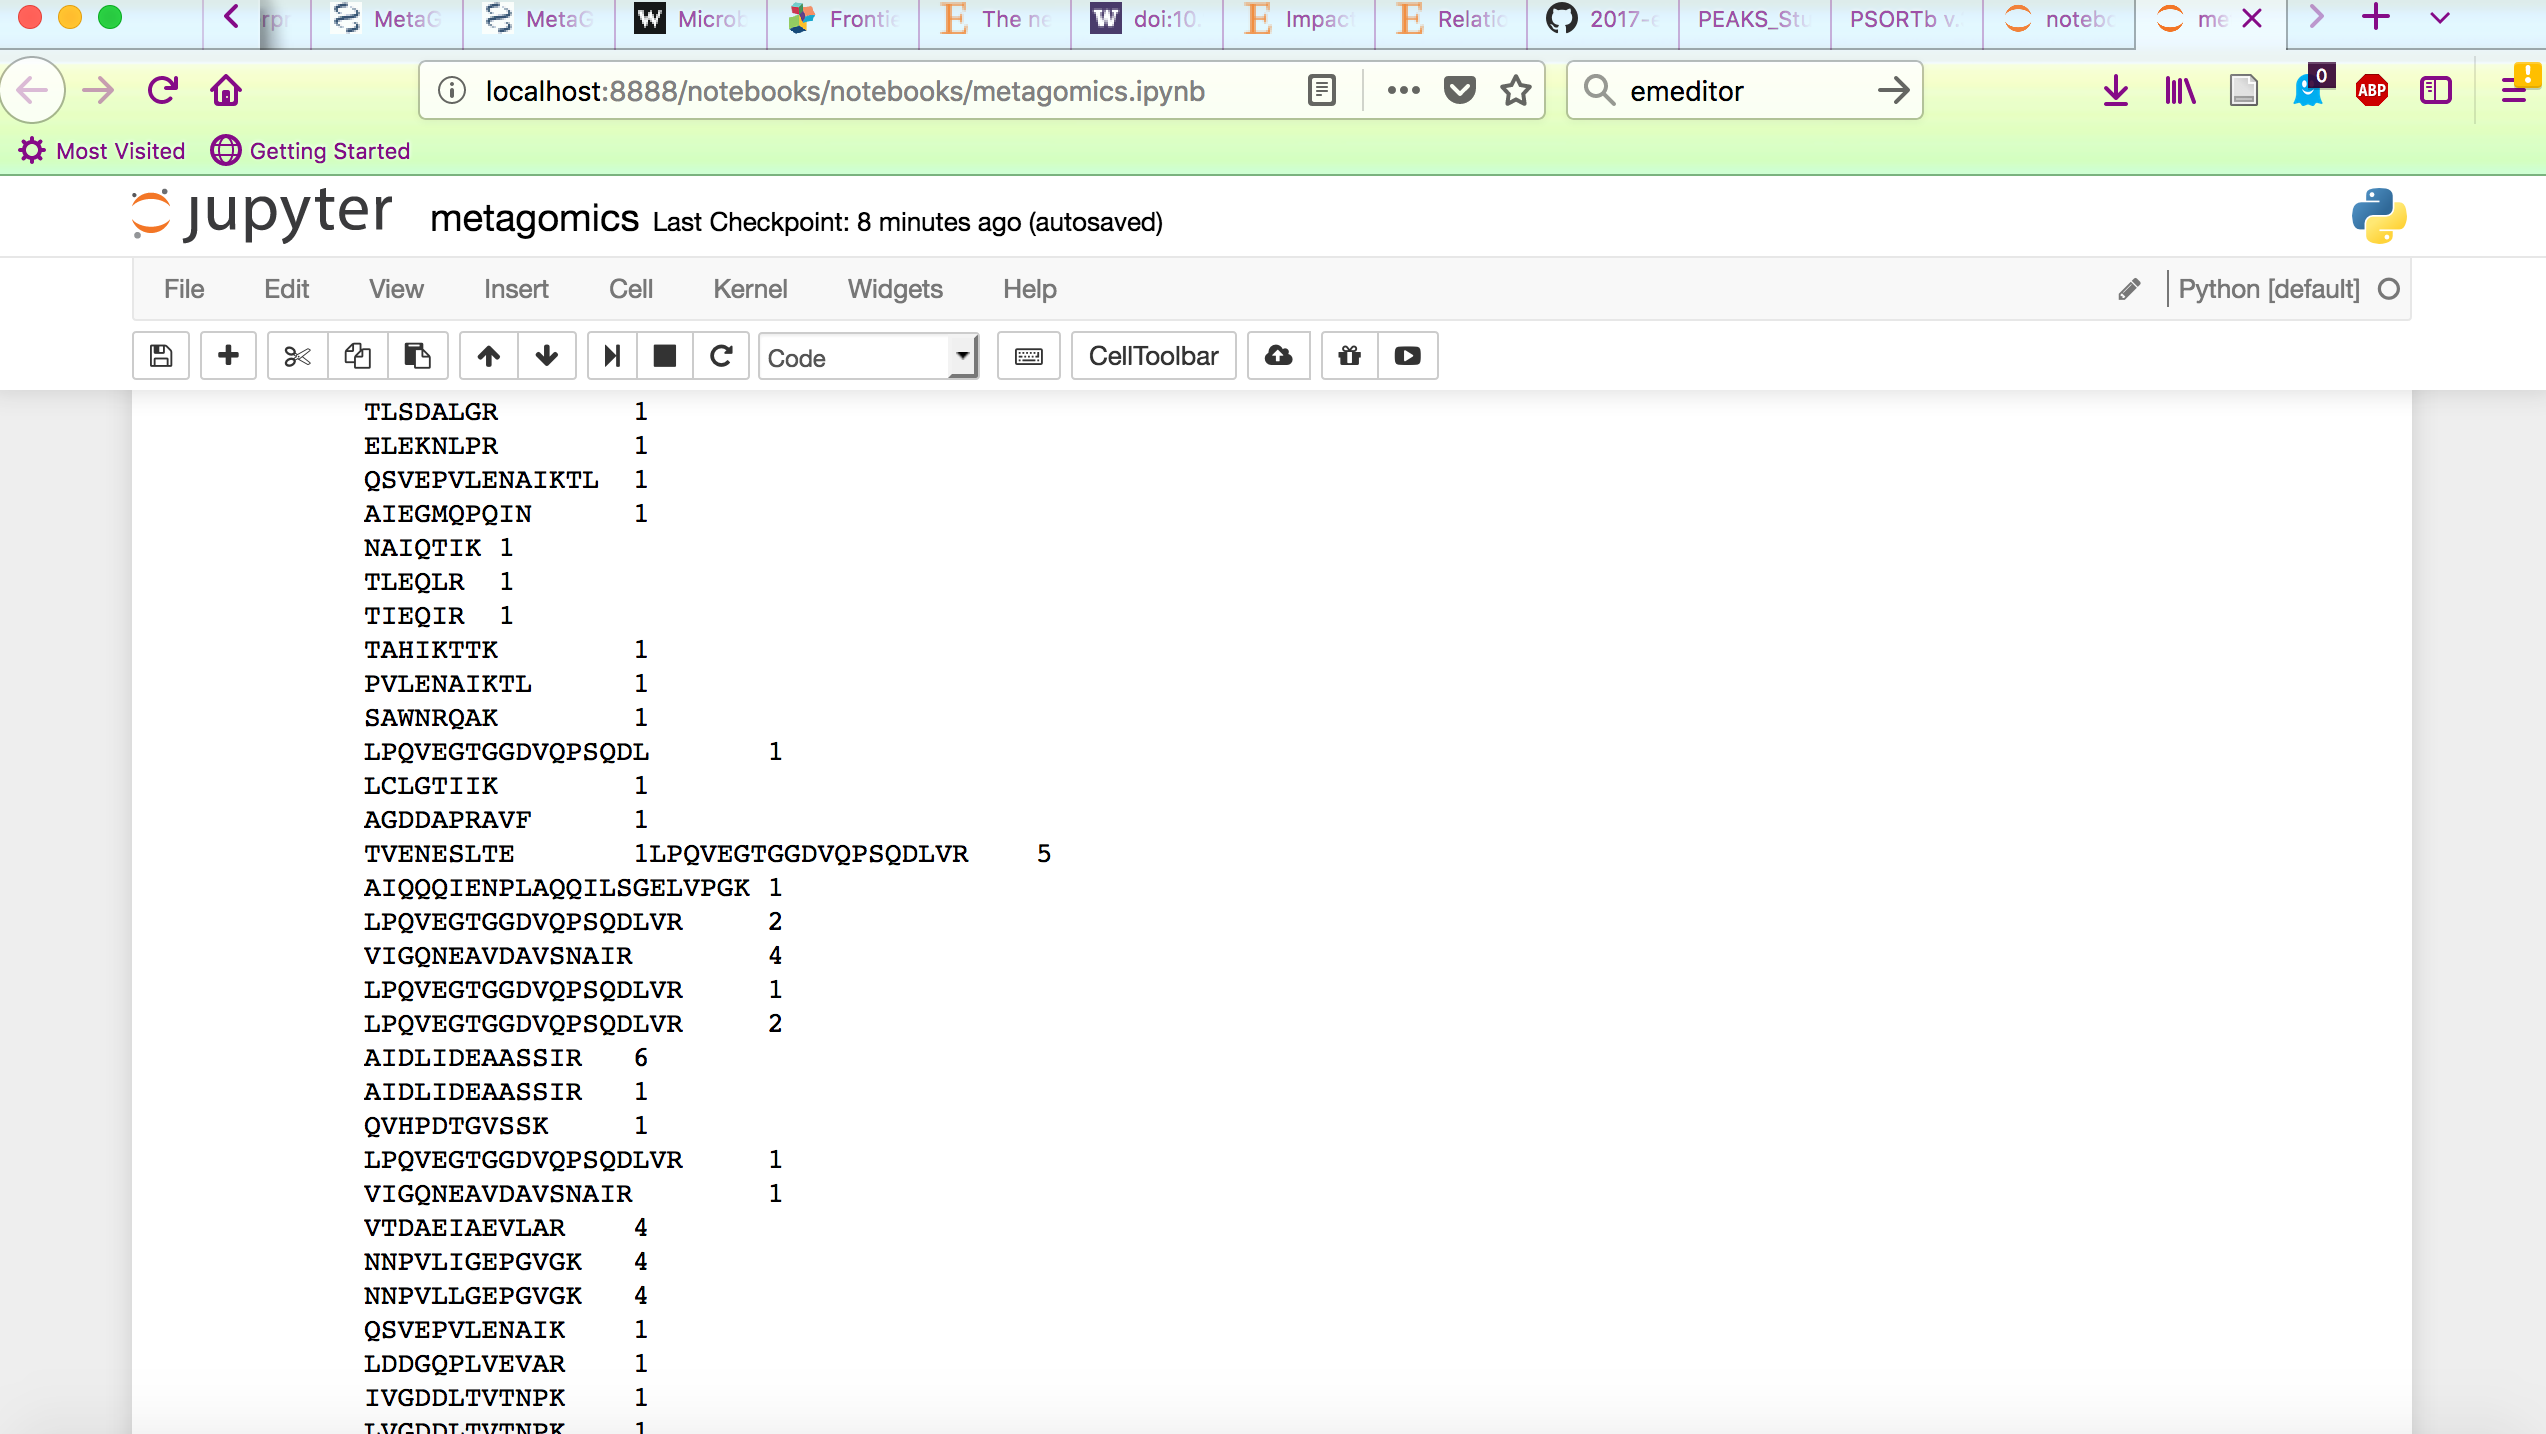 MetaG MetaG Microb Frontie The ne doi:10. Impact Relatio 2017-e PEAKS_Stu PSORTb v. notebo me
localhost:8888/notebooks/notebooks/metagomics.ipynb emeditor 0 ABP
Most Visited Getting Started
jupyter metagomics Last Checkpoint: 8 minutes ago (autosaved)
File Edit View Insert Cell Kernel Widgets Help Python [default]
Code CellToolbar
TLSDALGR 1
ELEKNLPR 1
QSVEPVLENAIKTL 1
AIEGMQPQIN 1
NAIQTIK 1
TLEQLR 1
TIEQIR 1
TAHIKTTK 1
PVLENAIKTL 1
SAWNRQAK 1
LPQVEGTGGDVQPSQDL 1
LCLGTIIK 1
AGDDAPRAVF 1
TVENESLTE 1LPQVEGTGGDVQPSQDLVR 5
AIQQQIENPLAQQILSGELVPGK 1
LPQVEGTGGDVQPSQDLVR 2
VIGQNEAVDAVSNAIR 4
LPQVEGTGGDVQPSQDLVR 1
LPQVEGTGGDVQPSQDLVR 2
AIDLIDEAASSIR 6
AIDLIDEAASSIR 1
QVHPDTGVSSK 1
LPQVEGTGGDVQPSQDLVR 1
VIGQNEAVDAVSNAIR 1
VTDAEIAEVLAR 4
NNPVLIGEPGVGK 4
NNPVLLGEPGVGK 4
QSVEPVLENAIK 1
LDDGQPLVEVAR 1
IVGDDLTVTNPK 1
LVGDDLTVTNPK 1